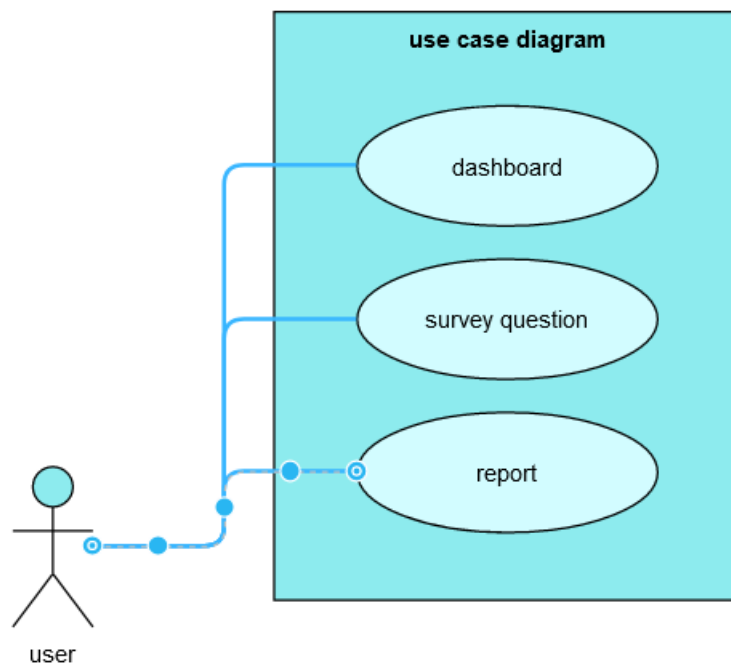 use case diagram
dashboard
survey question
report
user